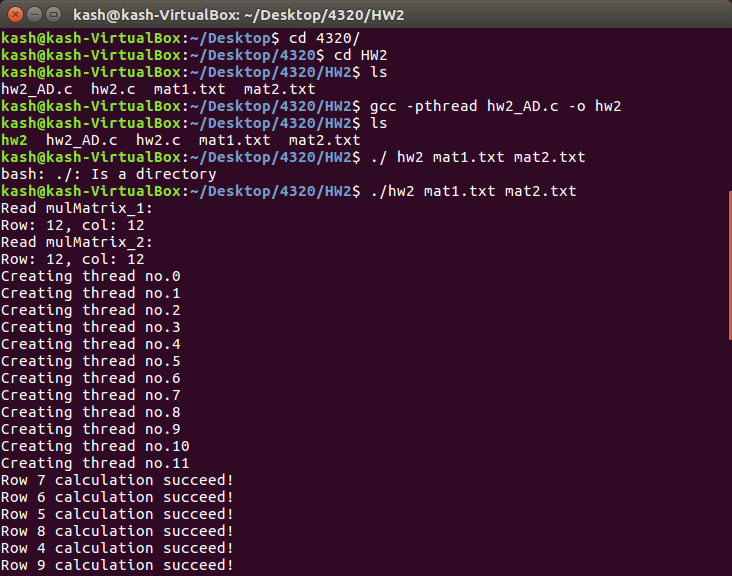 kash@kash-VirtualBox: ~/Desktop/4320/HW2
kash@kash-VirtualBox:~/Desktop$ cd 4320/
kash@kash-VirtualBox:~/Desktop/4320$ cd HW2
kash@kash-VirtualBox:~/Desktop/4320/HW2$ ls
hw2_AD.c  hw2.c  mat1.txt  mat2.txt
kash@kash-VirtualBox:~/Desktop/4320/HW2$ gcc -pthread hw2_AD.c -o hw2
kash@kash-VirtualBox:~/Desktop/4320/HW2$ ls
hw2  hw2_AD.c  hw2.c  mat1.txt  mat2.txt
kash@kash-VirtualBox:~/Desktop/4320/HW2$ ./ hw2 mat1.txt mat2.txt
bash: ./: Is a directory
kash@kash-VirtualBox:~/Desktop/4320/HW2$ ./hw2 mat1.txt mat2.txt
Read mulMatrix_1:
Row: 12, col: 12
Read mulMatrix_2:
Row: 12, col: 12
Creating thread no.0
Creating thread no.1
Creating thread no.2
Creating thread no.3
Creating thread no.4
Creating thread no.5
Creating thread no.6
Creating thread no.7
Creating thread no.8
Creating thread no.9
Creating thread no.10
Creating thread no.11
Row 7 calculation succeed!
Row 6 calculation succeed!
Row 5 calculation succeed!
Row 8 calculation succeed!
Row 4 calculation succeed!
Row 9 calculation succeed!